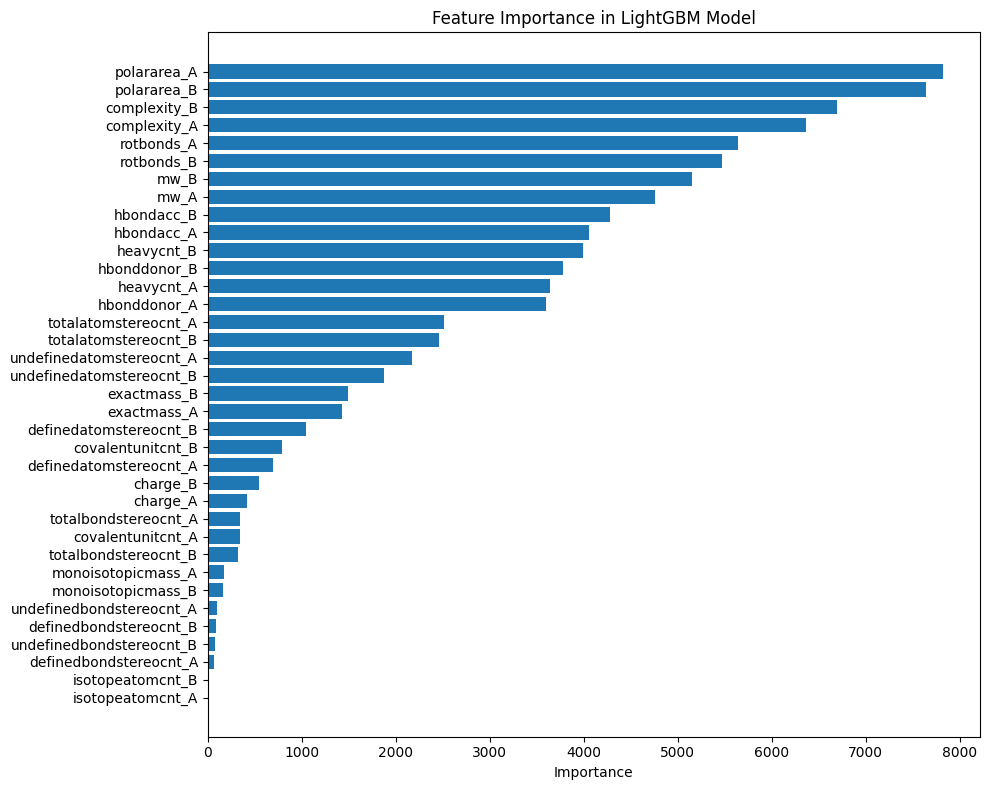 Feature Importance in LightGBM Model
polararea_A
polararea_B
complexity_B
complexity_A
rotbonds_A
rotbonds_B
mw_B
mw_A
hbondacc_B
hbondacc_A
heavycnt_B
hbonddonor_B
heavycnt_A
hbonddonor_A
totalatomstereocnt_A
totalatomstereocnt_B
undefinedatomstereocnt_A
undefinedatomstereocnt_B
exactmass_B
exactmass_A
definedatomstereocnt_B
covalentunitcnt_B
definedatomstereocnt_A
charge_B
charge_A
totalbondstereocnt_A
covalentunitcnt_A
totalbondstereocnt_B
monoisotopicmass_A
monoisotopicmass_B
undefinedbondstereocnt_A
definedbondstereocnt_B
undefinedbondstereocnt_B
definedbondstereocnt_A
isotopeatomcnt_B
isotopeatomcnt_A
0 1000 2000 3000 4000 5000 6000 7000 8000
Importance